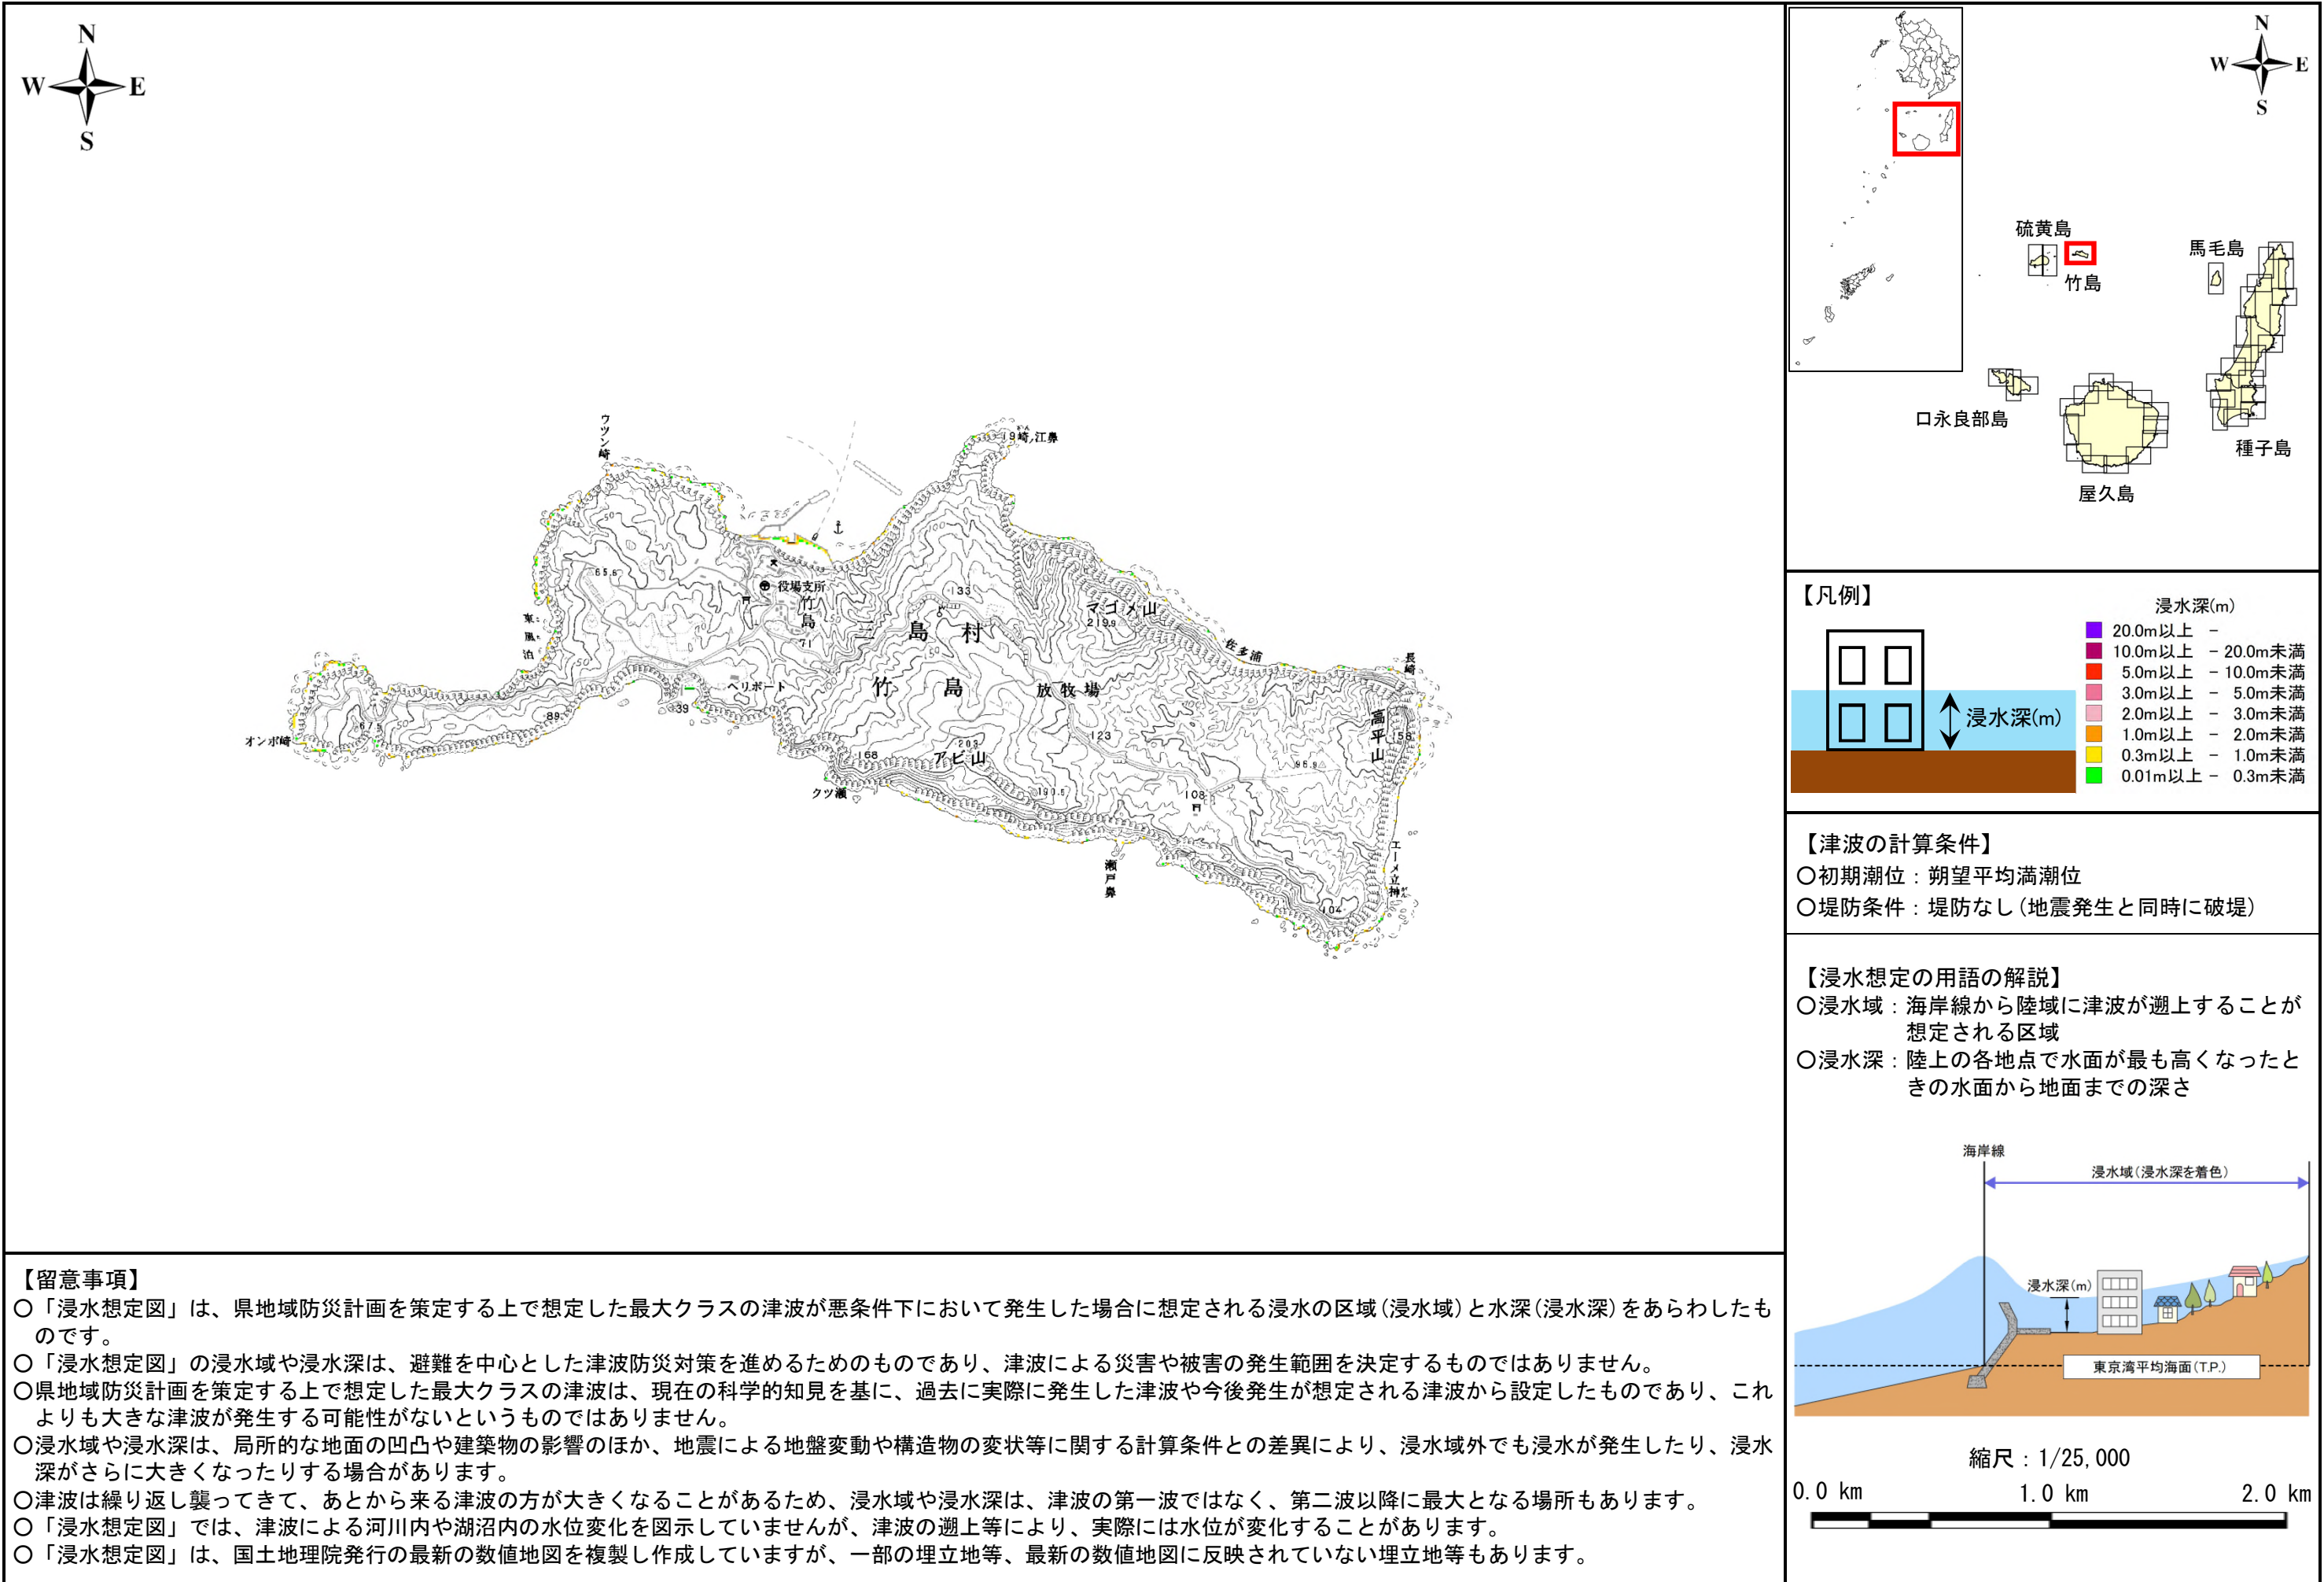 N
W E
S
ウツン崎
崎ノ江鼻
19
50
65.6
役場支所
竹島
71
133
100
マゴメ山
219.9
三島村
東風泊
50
50
佐多浦
長崎
竹島
放牧場
ヘリポート
高平山
158
オンボ崎
67.5
50
89
39
168
203
アビ山
123
96.9
クツ瀬
190.5
108
エーメ立神
瀬戸鼻
104
N
W E
S
硫黄島
竹島
馬毛島
口永良部島
種子島
屋久島
【凡例】
浸水深(m)
浸水深(m)
20.0m以上 -
10.0m以上 - 20.0m未満
5.0m以上 - 10.0m未満
3.0m以上 - 5.0m未満
2.0m以上 - 3.0m未満
1.0m以上 - 2.0m未満
0.3m以上 - 1.0m未満
0.01m以上 - 0.3m未満
【津波の計算条件】
○初期潮位：朔望平均満潮位
○堤防条件：堤防なし(地震発生と同時に破堤)
【浸水想定の用語の解説】
○浸水域：海岸線から陸域に津波が遡上することが
想定される区域
○浸水深：陸上の各地点で水面が最も高くなったと
きの水面から地面までの深さ
海岸線
浸水域(浸水深を着色)
浸水深(m)
東京湾平均海面(T.P.)
縮尺：1/25,000
0.0 km 1.0 km 2.0 km
【留意事項】
○「浸水想定図」は、県地域防災計画を策定する上で想定した最大クラスの津波が悪条件下において発生した場合に想定される浸水の区域(浸水域)と水深(浸水深)をあらわしたも
のです。
○「浸水想定図」の浸水域や浸水深は、避難を中心とした津波防災対策を進めるためのものであり、津波による災害や被害の発生範囲を決定するものではありません。
○県地域防災計画を策定する上で想定した最大クラスの津波は、現在の科学的知見を基に、過去に実際に発生した津波や今後発生が想定される津波から設定したものであり、これ
よりも大きな津波が発生する可能性がないというものではありません。
○浸水域や浸水深は、局所的な地面の凹凸や建築物の影響のほか、地震による地盤変動や構造物の変状等に関する計算条件との差異により、浸水域外でも浸水が発生したり、浸水
深がさらに大きくなったりする場合があります。
○津波は繰り返し襲ってきて、あとから来る津波の方が大きくなることがあるため、浸水域や浸水深は、津波の第一波ではなく、第二波以降に最大となる場所もあります。
○「浸水想定図」では、津波による河川内や湖沼内の水位変化を図示していませんが、津波の遡上等により、実際には水位が変化することがあります。
○「浸水想定図」は、国土地理院発行の最新の数値地図を複製し作成していますが、一部の埋立地等、最新の数値地図に反映されていない埋立地等もあります。